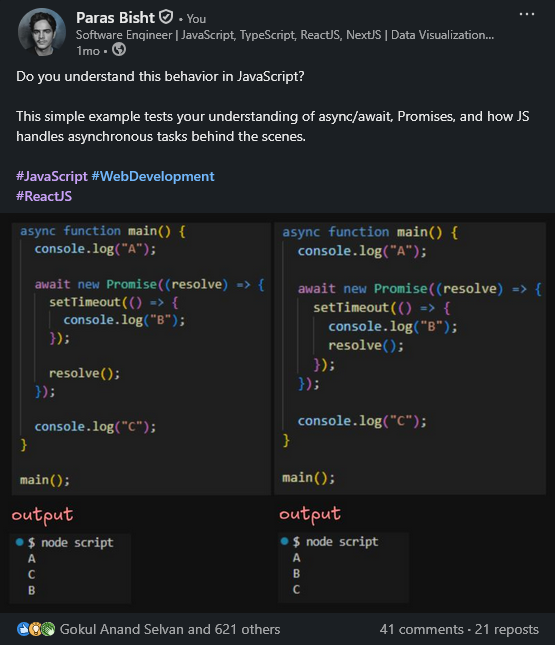 Paras Bisht • You
Software Engineer | JavaScript, TypeScript, ReactJS, NextJS | Data Visualization...
1mo •
Do you understand this behavior in JavaScript?
This simple example tests your understanding of async/await, Promises, and how JS
handles asynchronous tasks behind the scenes.
#JavaScript #WebDevelopment
#ReactJS
async function main() {
console.log("A");
await new Promise((resolve) => {
setTimeout(() => {
console.log("B");
});
resolve();
});
console.log("C");
}
main();
output
$ node script
A
C
B
async function main() {
console.log("A");
await new Promise((resolve) => {
setTimeout(() => {
console.log("B");
resolve();
});
});
console.log("C");
}
main();
output
$ node script
A
B
C
Gokul Anand Selvan and 621 others
41 comments • 21 reposts